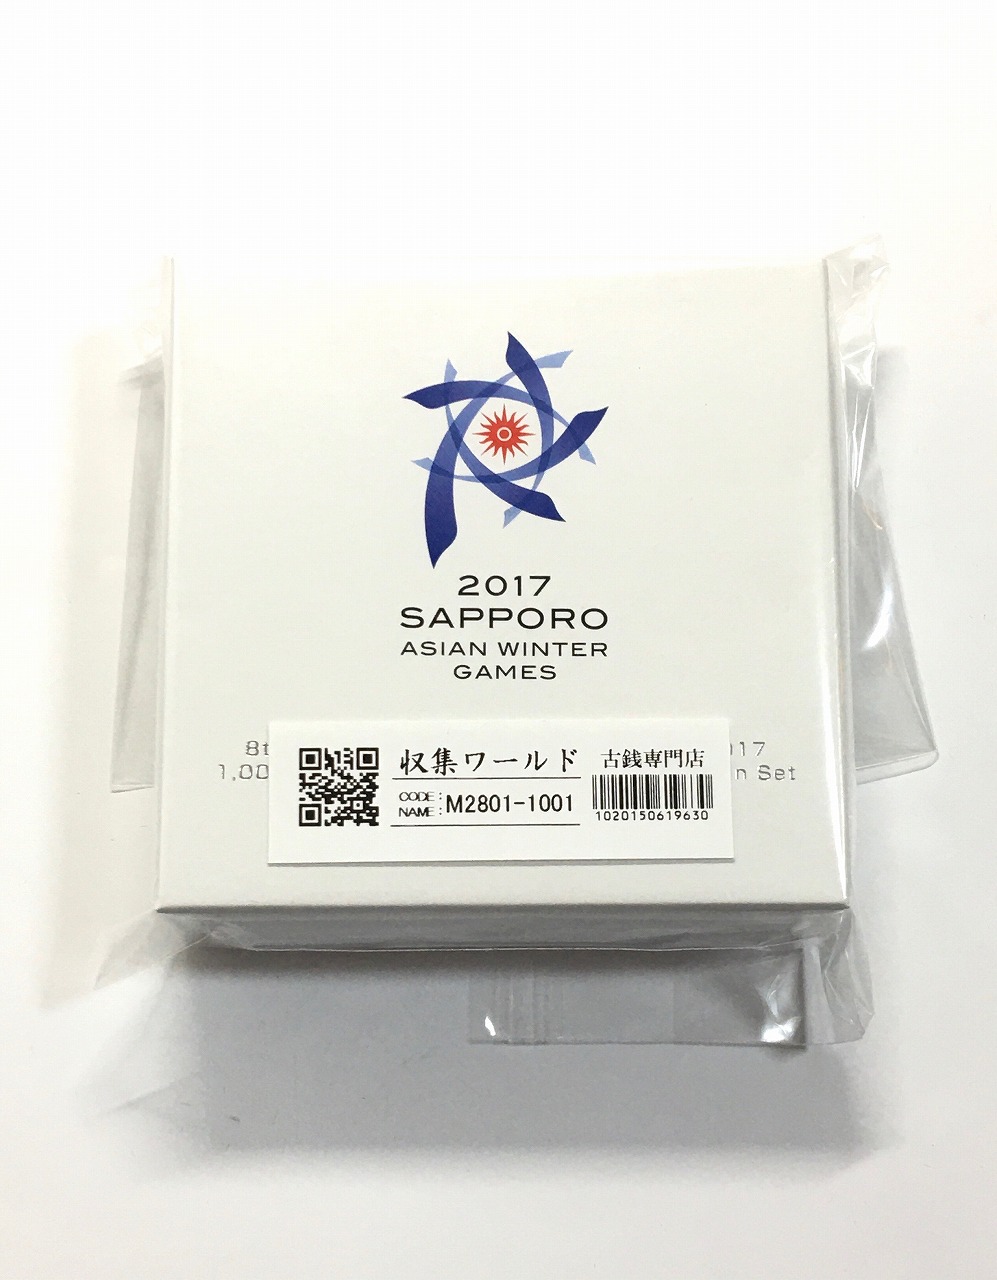 2017
SAPPORO
ASIAN WINTER
GAMES
収集ワールド
古銭専門店
CODE:
NAME:
M2801-1001
1020150619630
Set